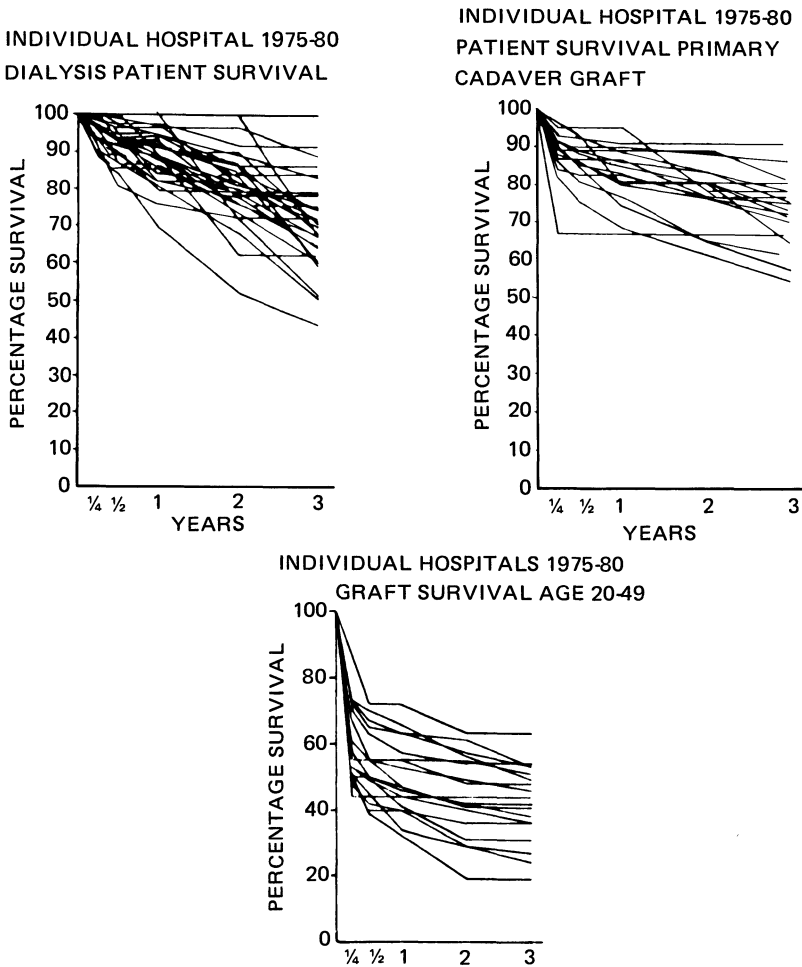 INDIVIDUAL HOSPITAL 1975-80
DIALYSIS PATIENT SURVIVAL
PERCENTAGE SURVIVAL
100
90
80
70
60
50
40
30
20
10
0
¼ ½ 1 2 3
YEARS
INDIVIDUAL HOSPITAL 1975-80
PATIENT SURVIVAL PRIMARY
CADAVER GRAFT
PERCENTAGE SURVIVAL
100
90
80
70
60
50
40
30
20
10
0
¼ ½ 1 2 3
YEARS
INDIVIDUAL HOSPITALS 1975-80
GRAFT SURVIVAL AGE 20-49
PERCENTAGE SURVIVAL
100
80
60
40
20
0
¼ ½ 1 2 3